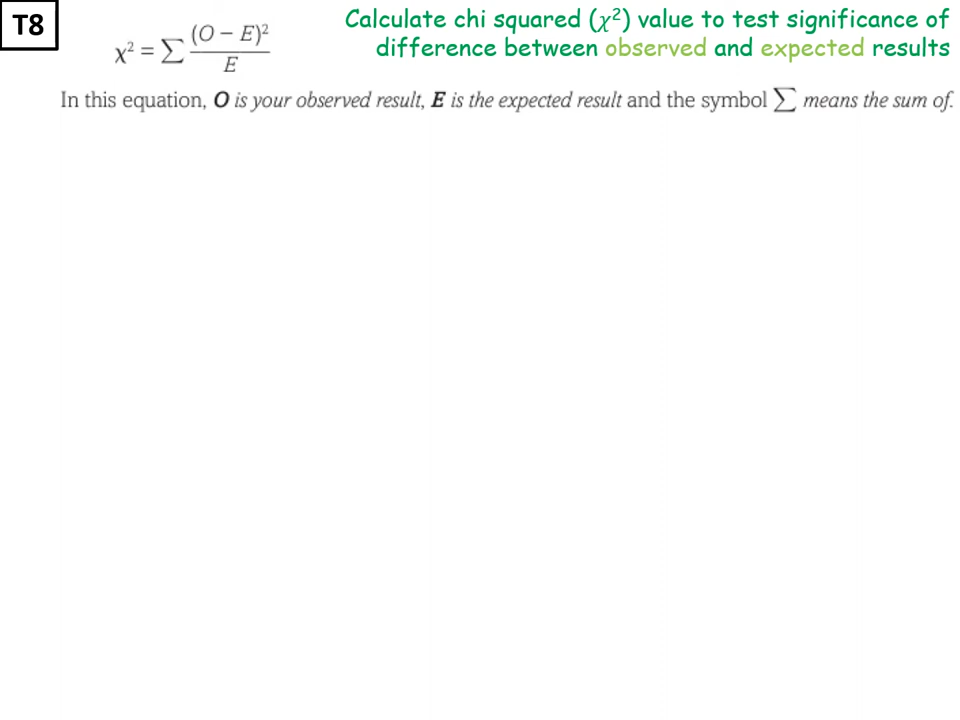 T8
Calculate chi squared (χ²) value to test significance of
difference between observed and expected results
χ² = ∑ (O − E)² / E
In this equation, O is your observed result, E is the expected result and the symbol ∑ means the sum of.